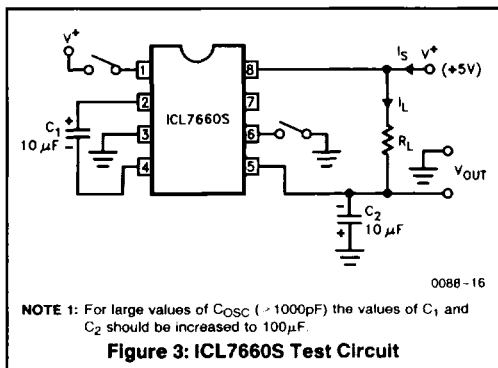 V+
1
2
3
4
ICL7660S
8
7
6
5
C1
10 µF
+
-
IS
V+
(+5V)
IL
RL
VOUT
-
C2
+
10 µF
0088-16
NOTE 1: For large values of COSC (>1000pF) the values of C1 and
C2 should be increased to 100µF.
Figure 3: ICL7660S Test Circuit